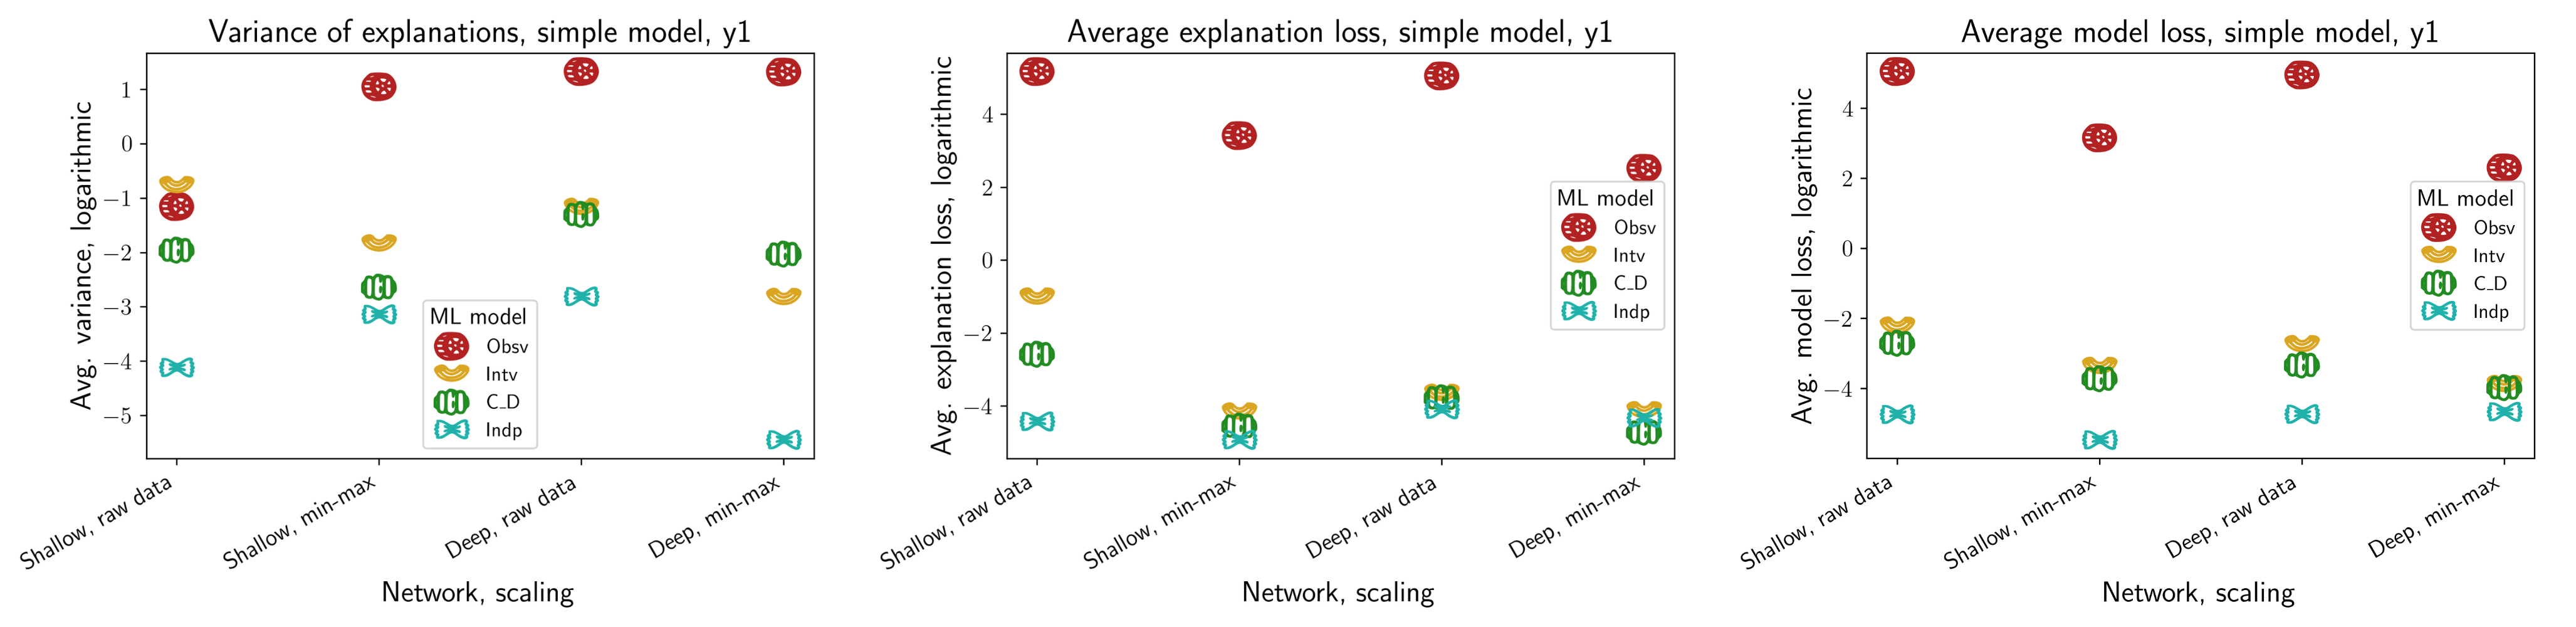 Variance of explanations, simple model, y1
Avg. variance, logarithmic
1
0
−1
−2
−3
−4
−5
ML model
Obsv
Intv
C_D
Indp
Shallow, raw data
Shallow, min-max
Deep, raw data
Deep, min-max
Network, scaling
Average explanation loss, simple model, y1
Avg. explanation loss, logarithmic
4
2
0
−2
−4
ML model
Obsv
Intv
C_D
Indp
Shallow, raw data
Shallow, min-max
Deep, raw data
Deep, min-max
Network, scaling
Average model loss, simple model, y1
Avg. model loss, logarithmic
4
2
0
−2
−4
ML model
Obsv
Intv
C_D
Indp
Shallow, raw data
Shallow, min-max
Deep, raw data
Deep, min-max
Network, scaling